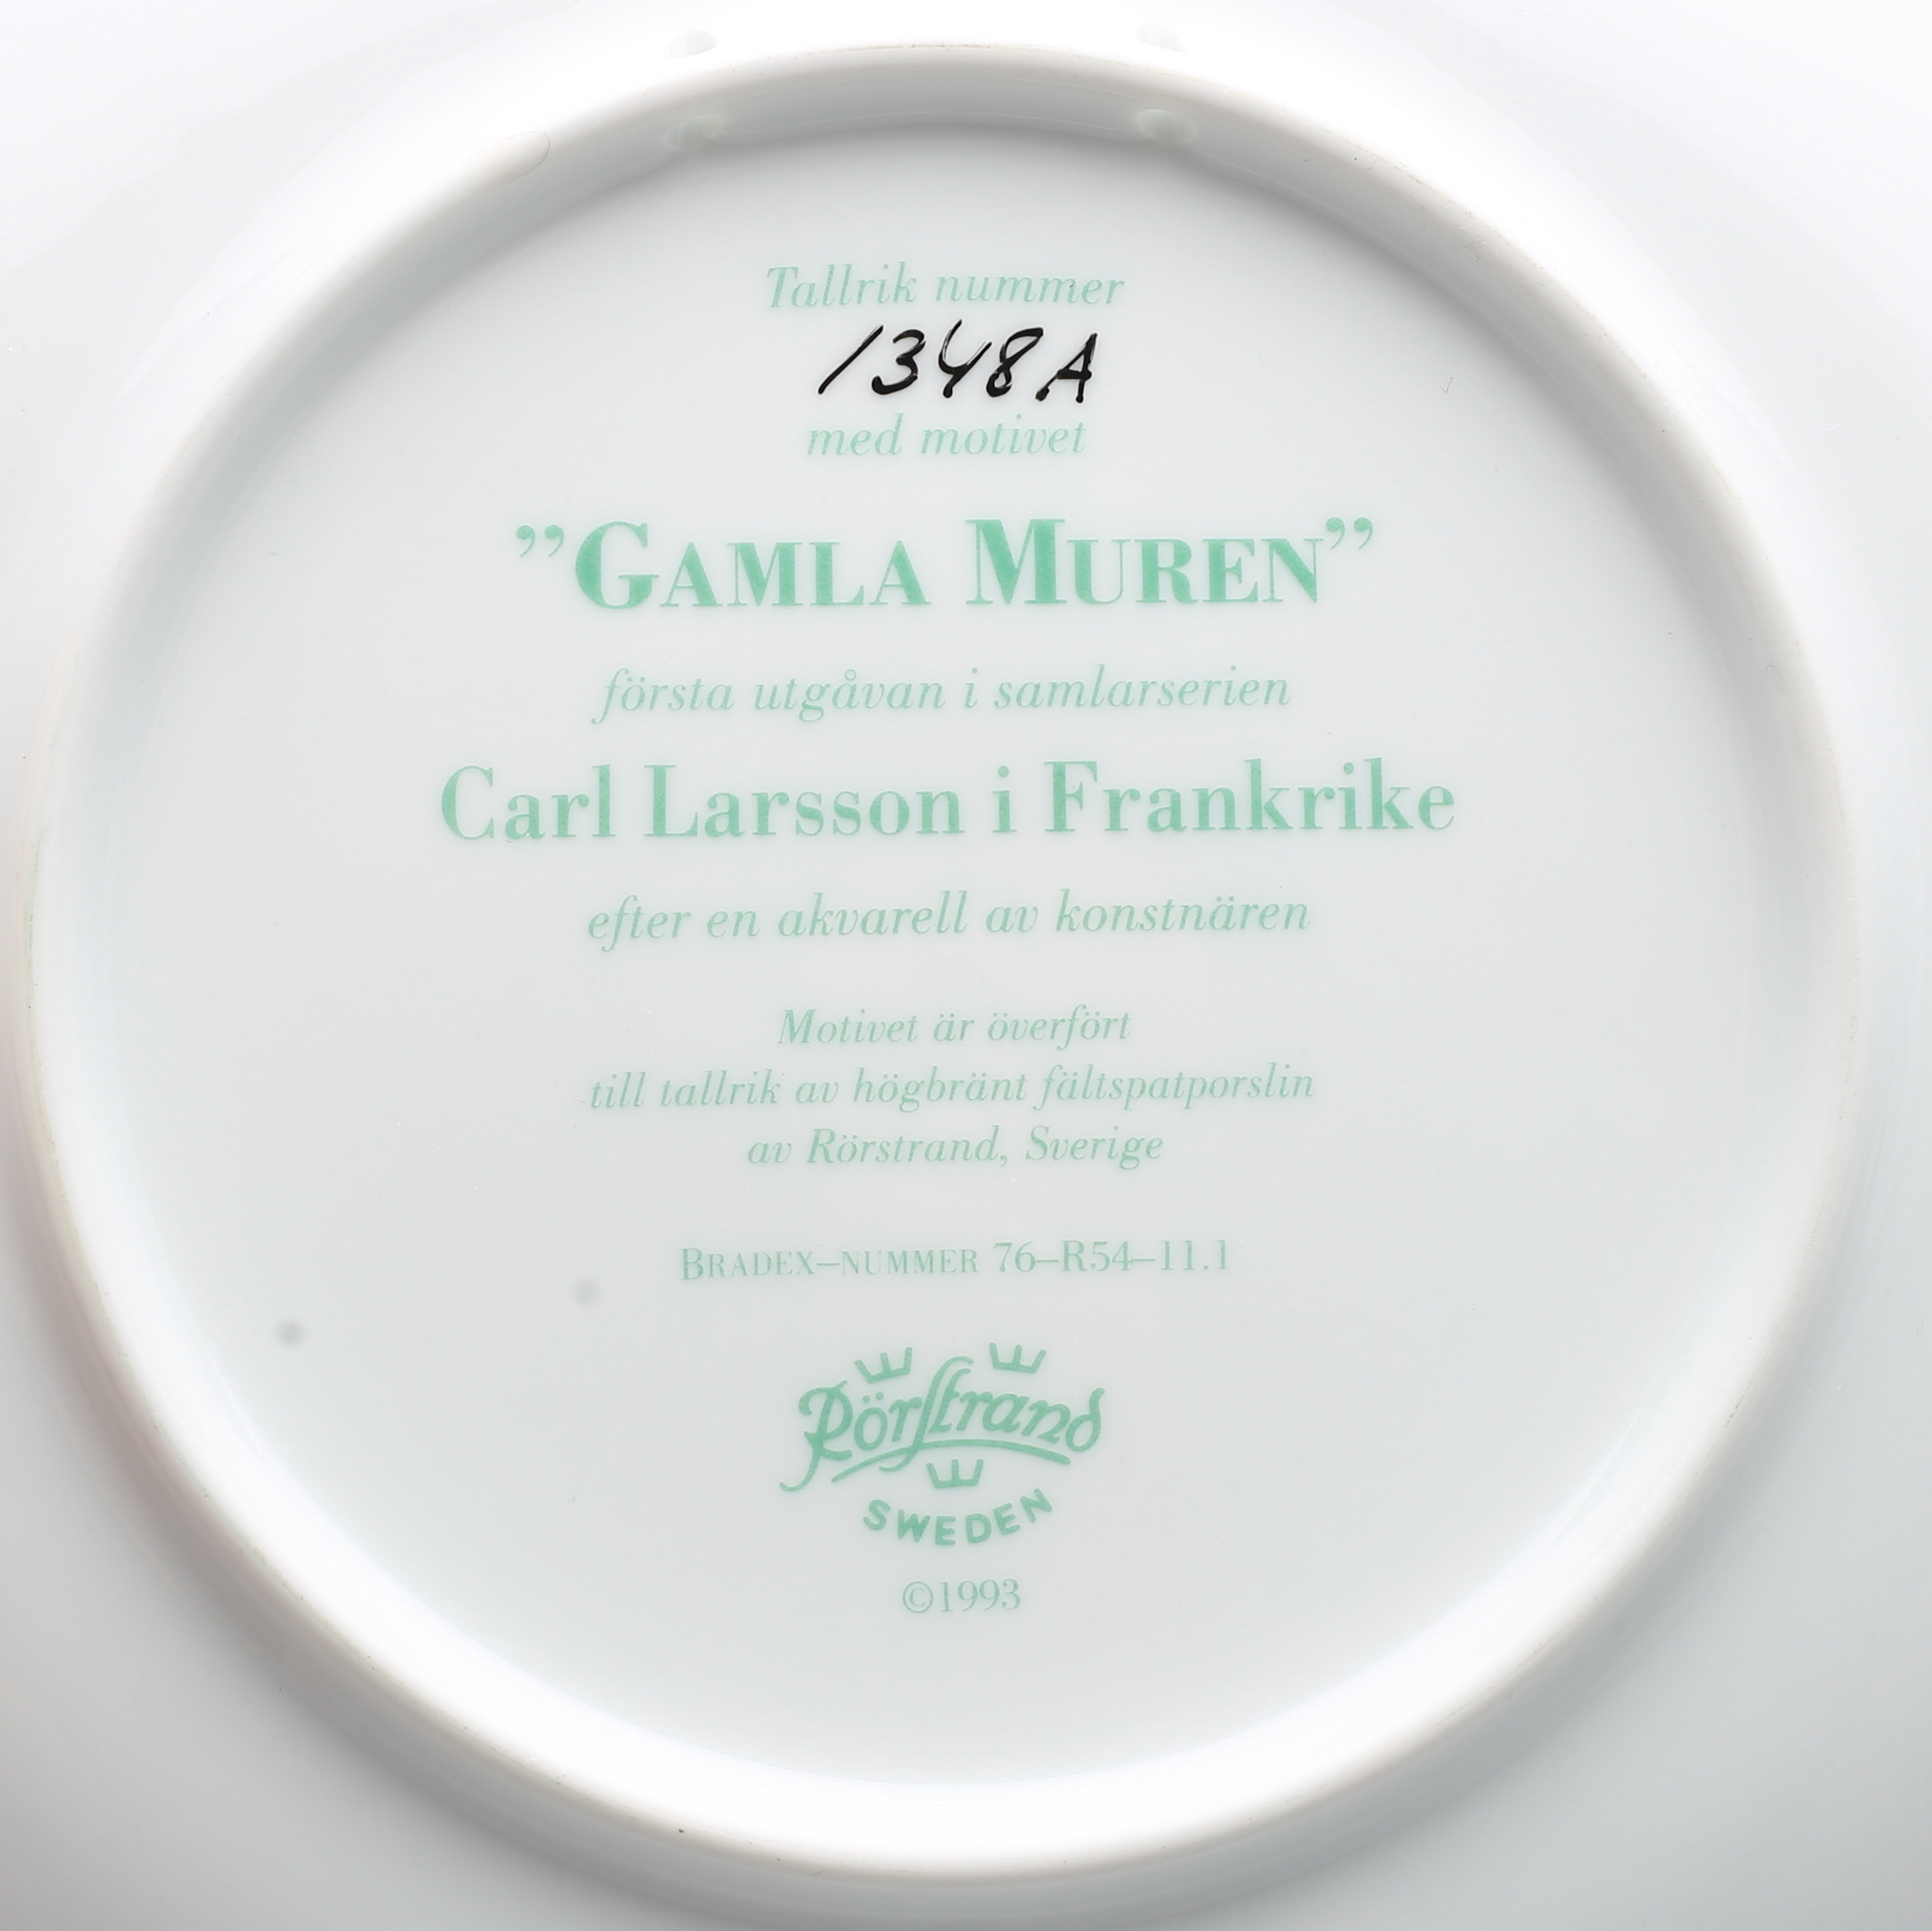 Tallrik nummer
1348A
med motivet
”GAMLA MUREN”
första utgåvan i samlarserien
Carl Larsson i Frankrike
efter en akvarell av konstnären
Motivet är överfört
till tallrik av högbränt fältspatporslin
av Rörstrand, Sverige
BRADEX–NUMMER 76–R54–11.1
Rörstrand
SWEDEN
©1993